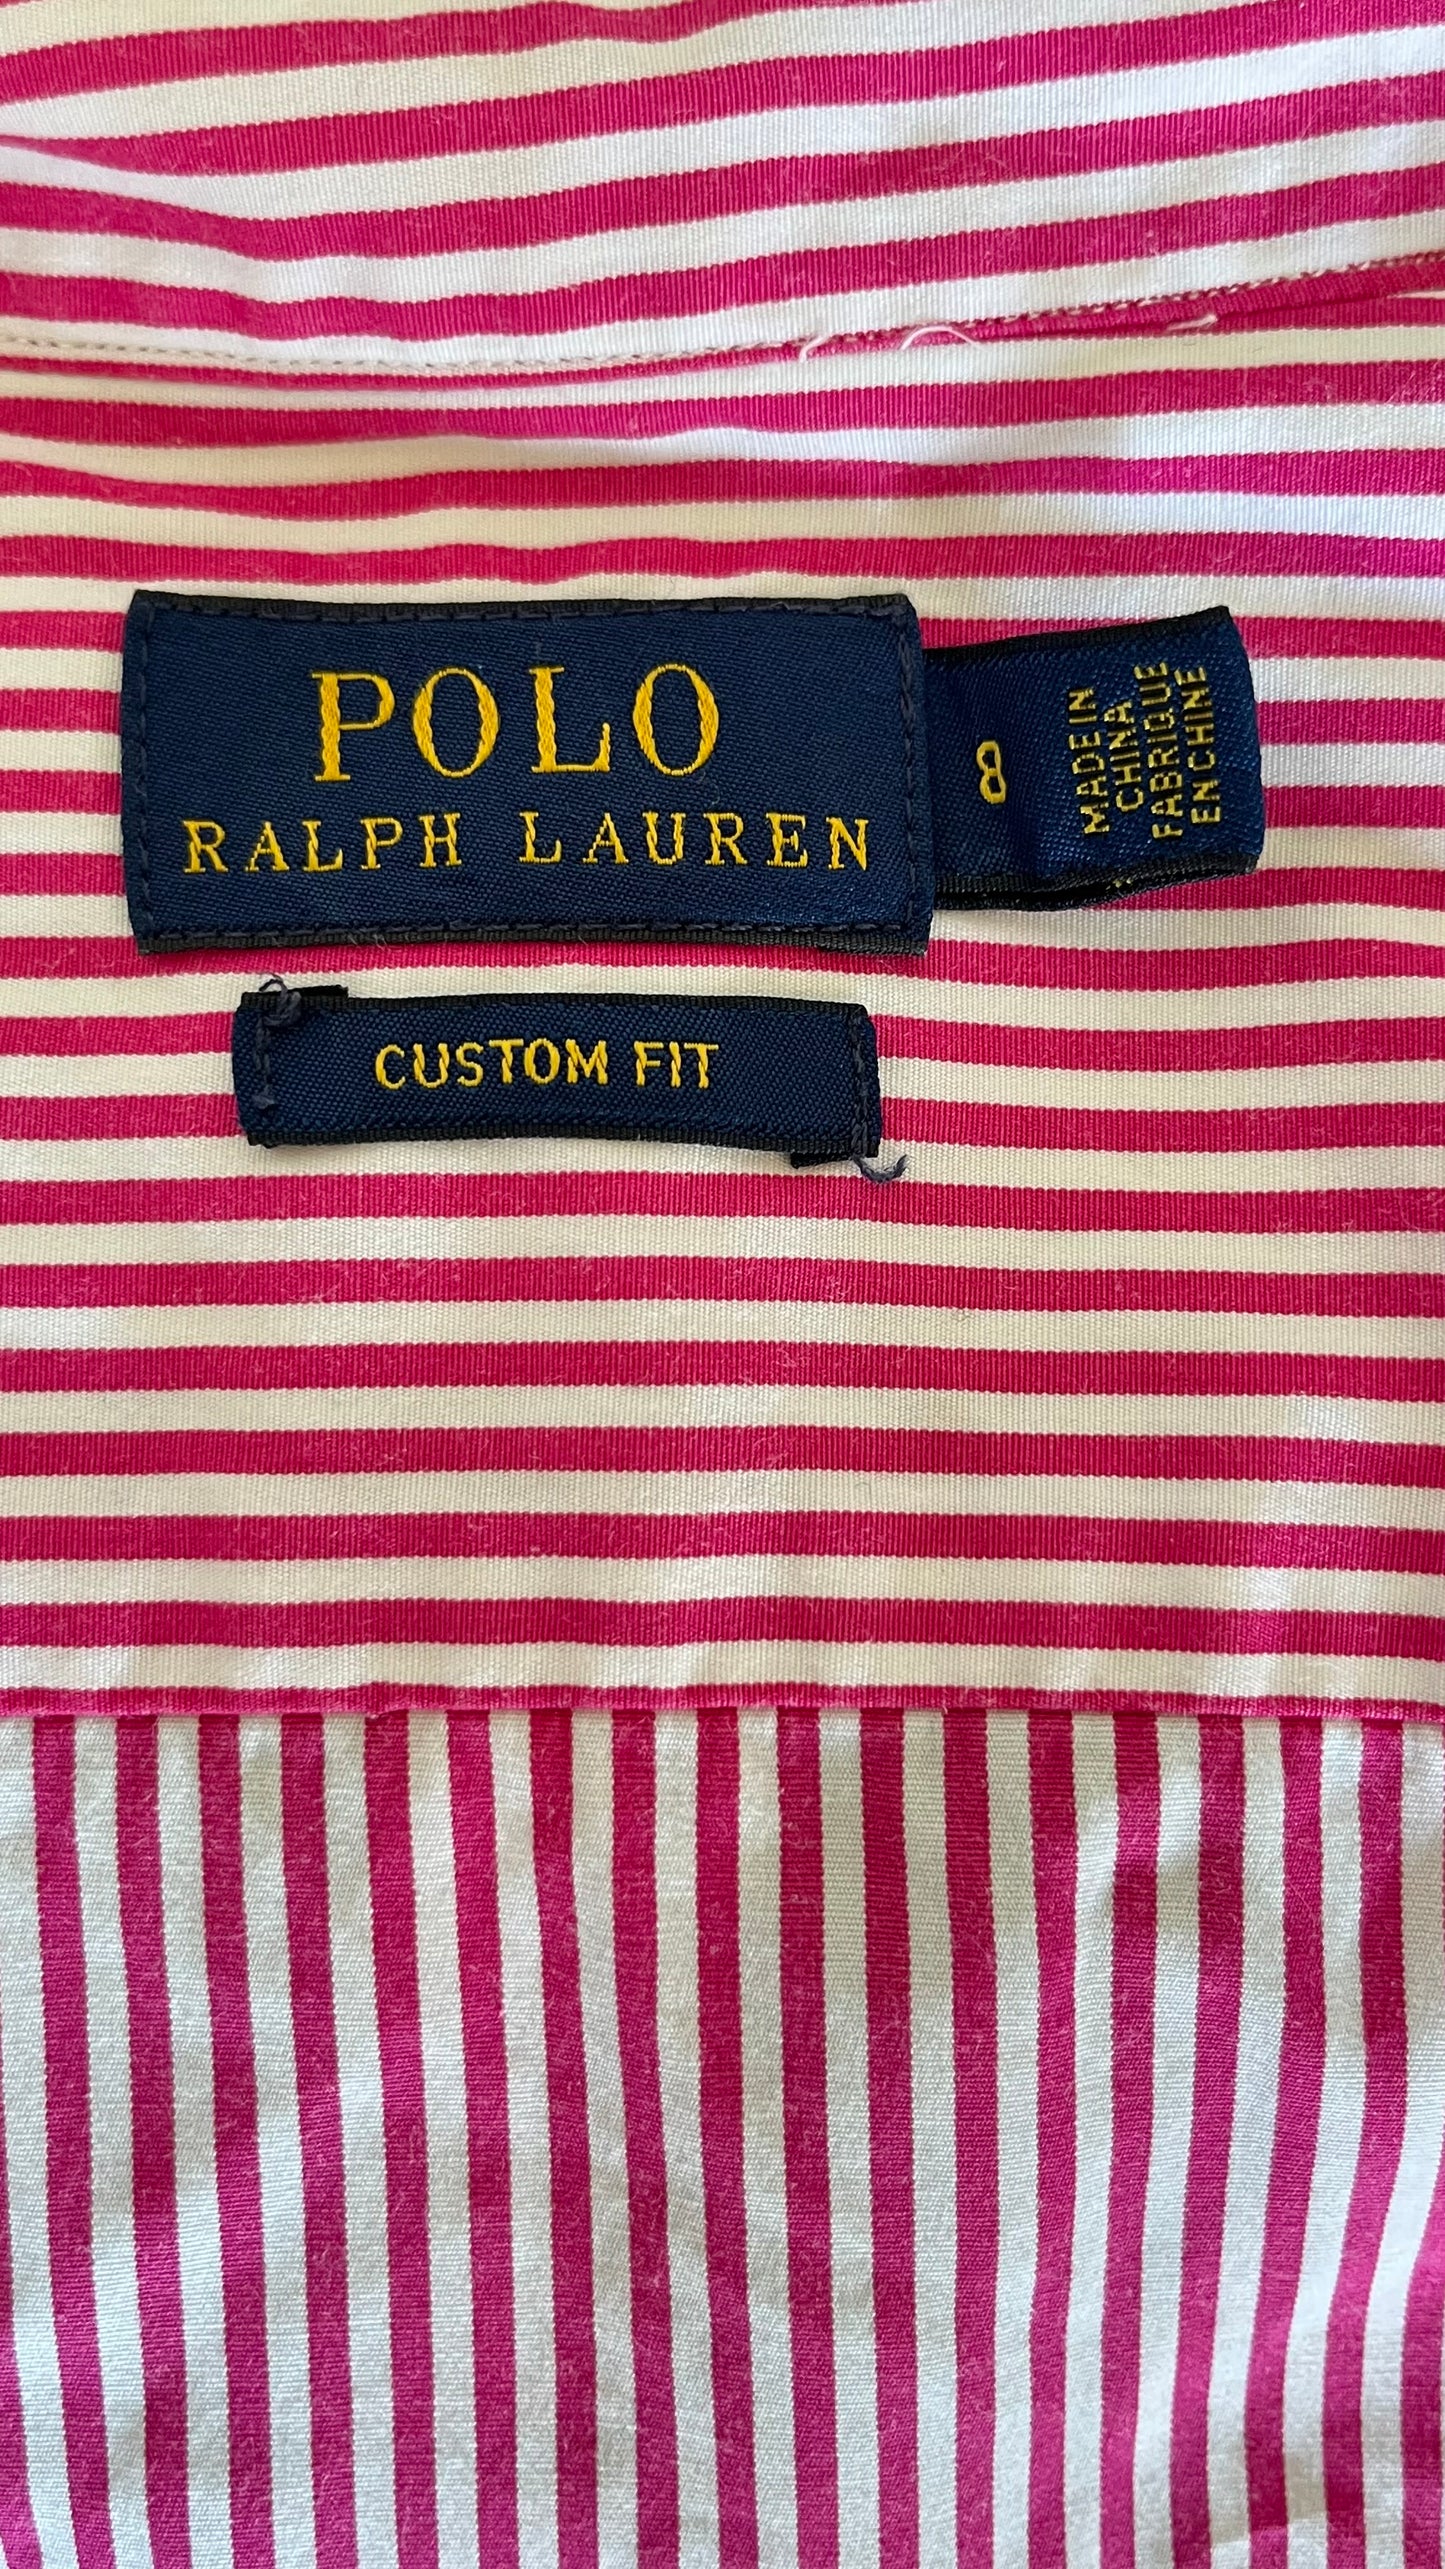 POLO
RALPH LAUREN
8
MADE IN
CHINA
FABRIQUE
EN CHINE
CUSTOM FIT